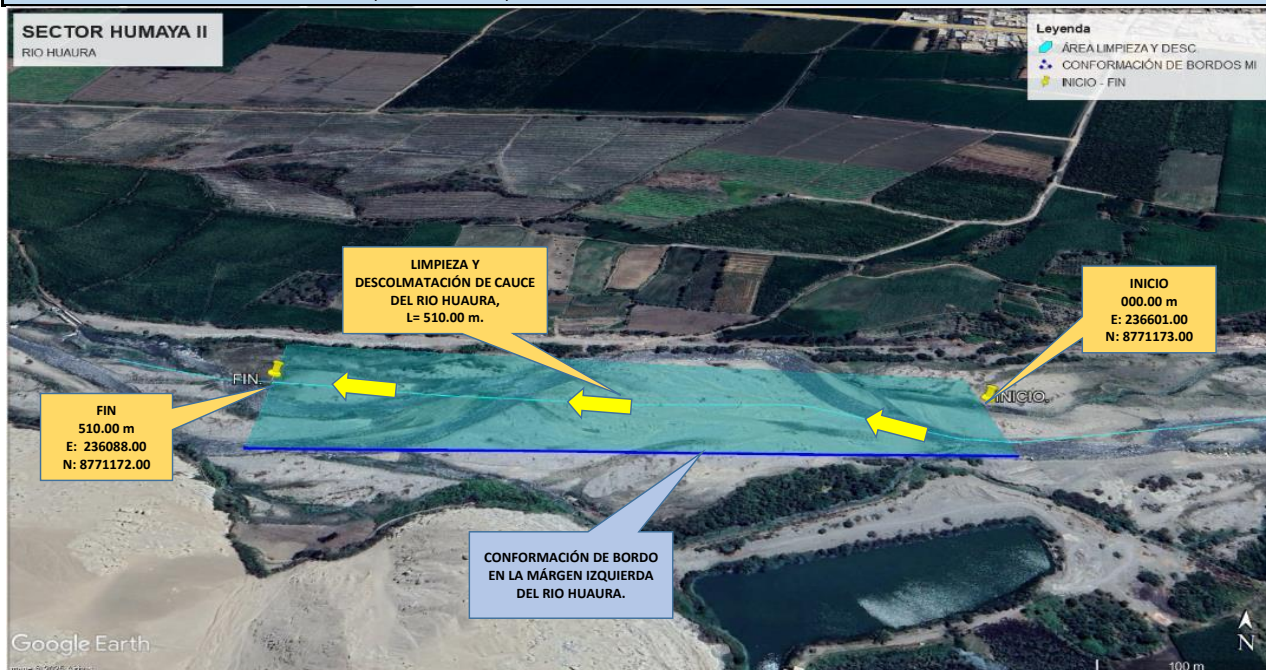 SECTOR HUMAYA II
RIO HUAURA
Leyenda
ÁREA LIMPIEZA Y DESC
CONFORMACIÓN DE BORDOS MI
INICIO - FIN
LIMPIEZA Y
DESCOLMATACIÓN DE CAUCE
DEL RIO HUAURA,
L= 510.00 m.
INICIO
000.00 m
E: 236601.00
N: 8771173.00
FIN.
INICIO.
FIN
510.00 m
E: 236088.00
N: 8771172.00
CONFORMACIÓN DE BORDO
EN LA MÁRGEN IZQUIERDA
DEL RIO HUAURA.
Google Earth
N
100 m